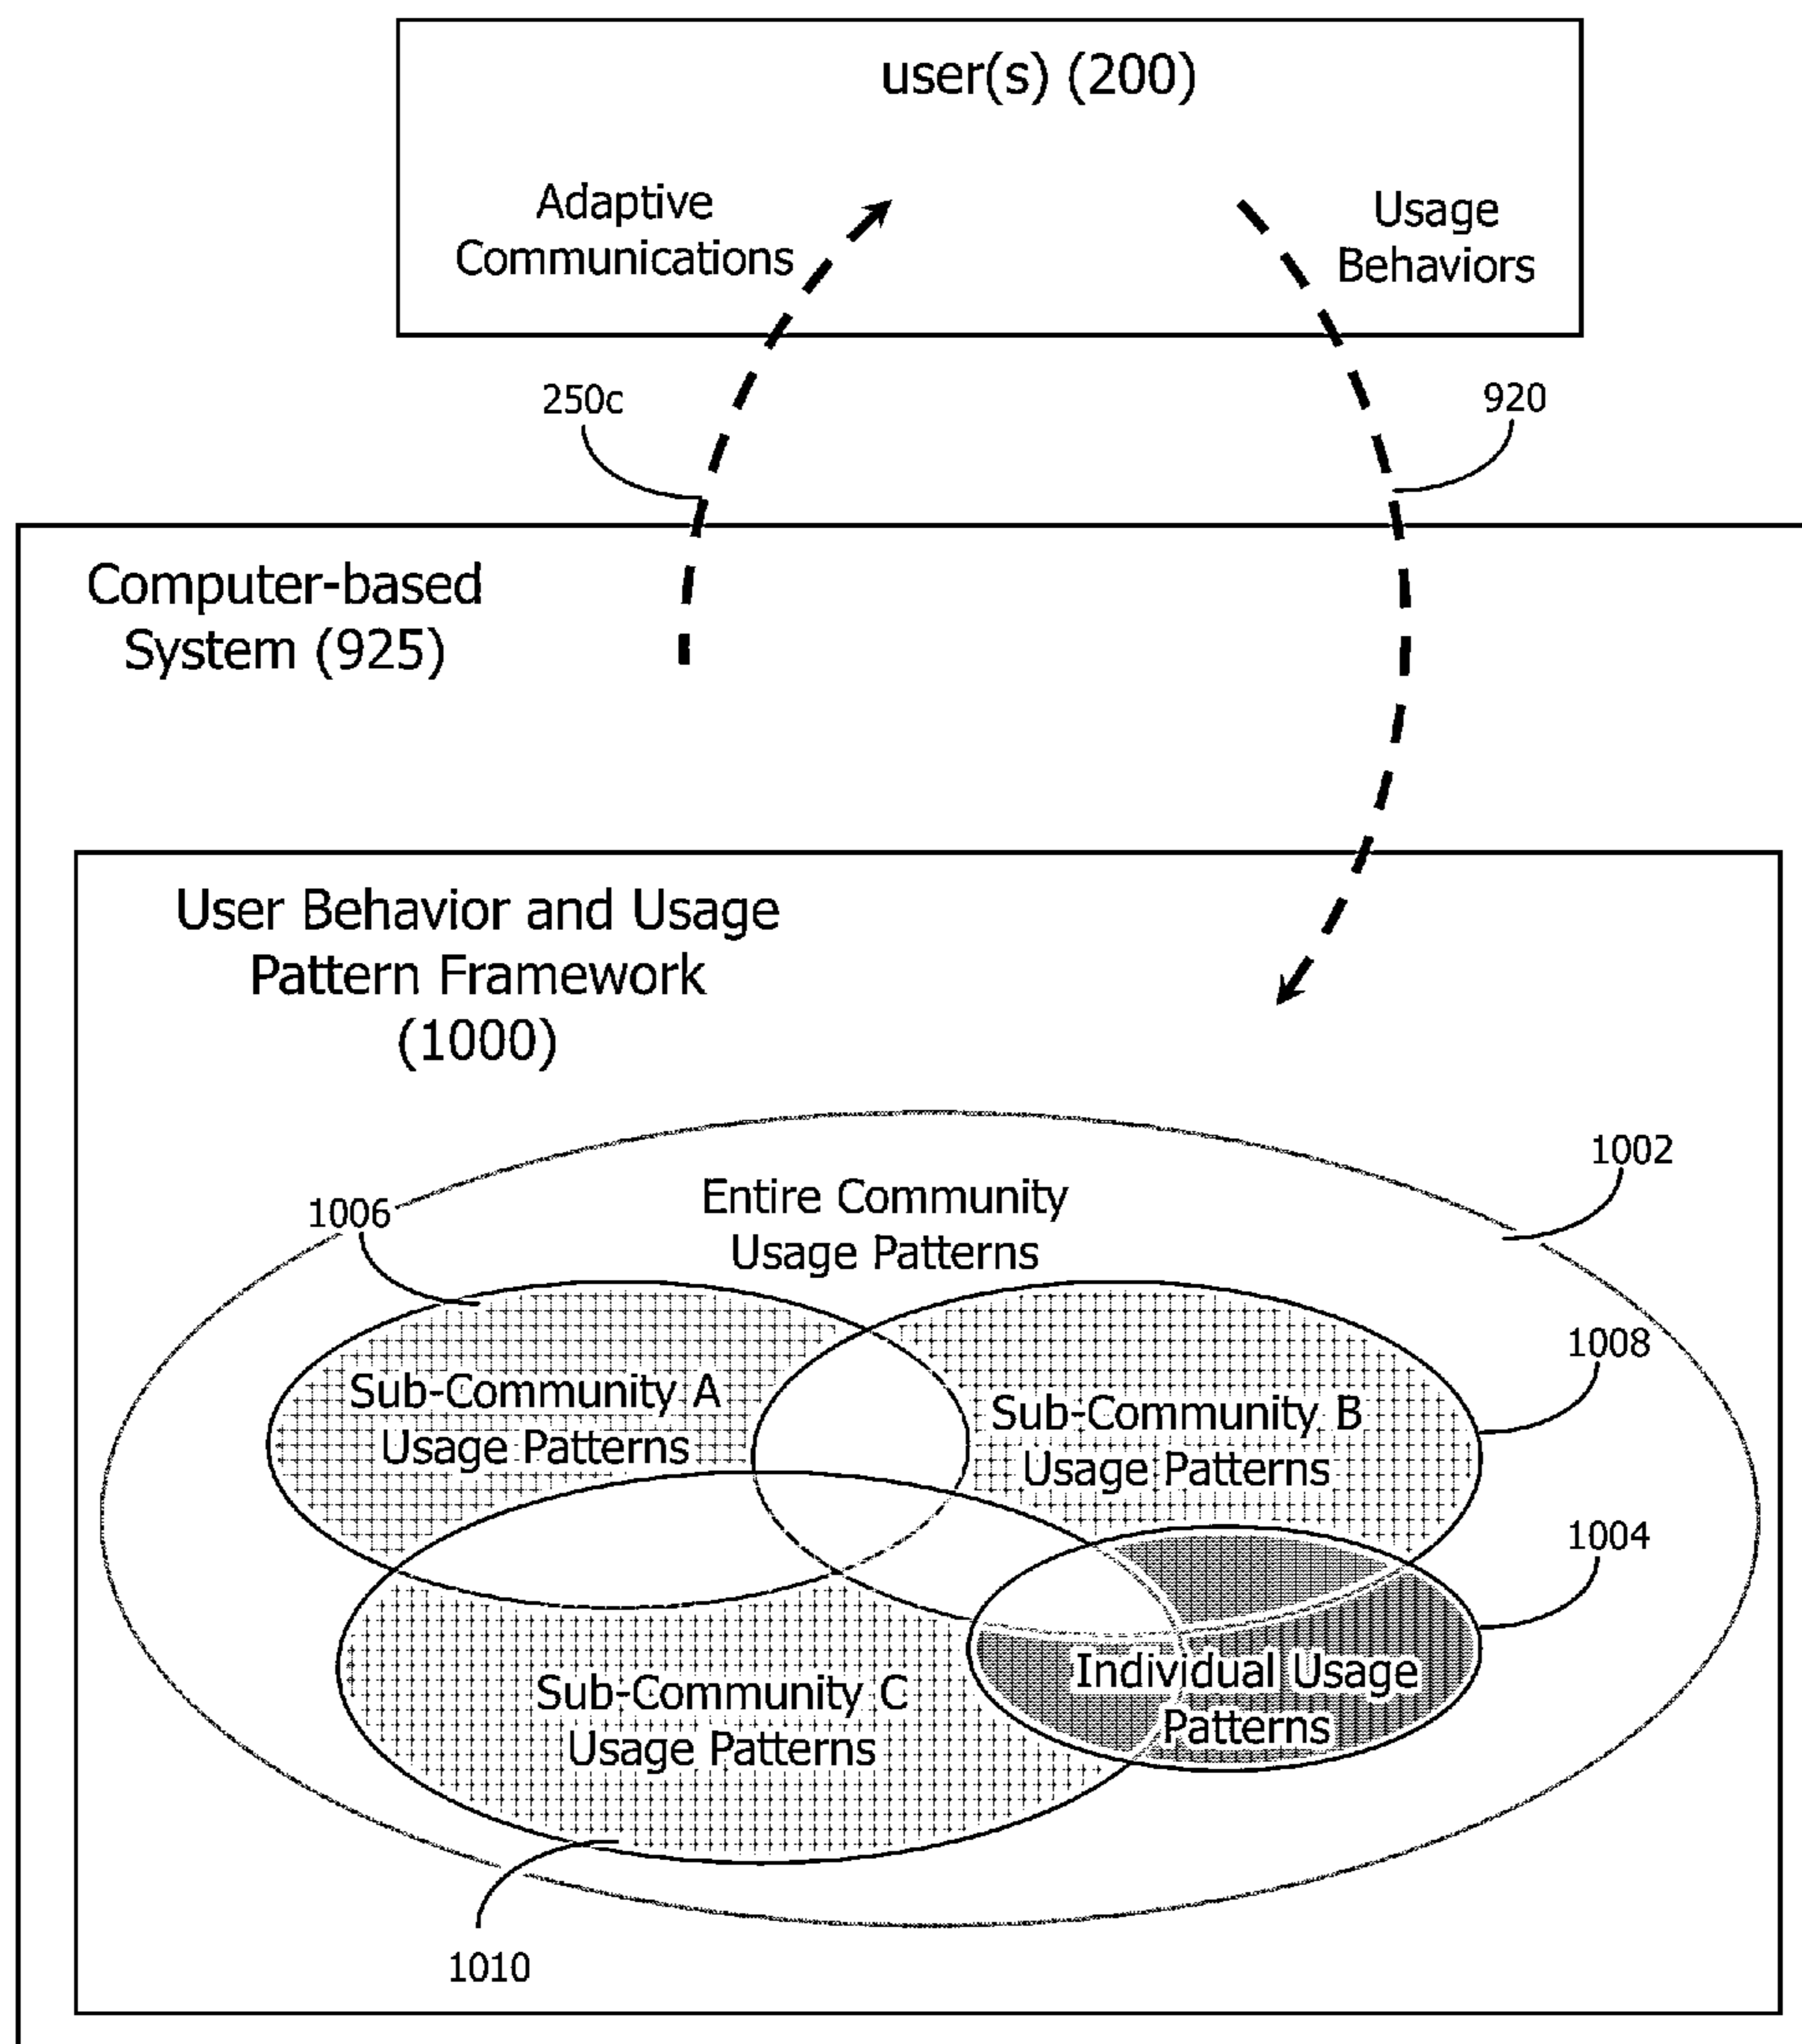 user(s) (200)
Adaptive
Communications
Usage
Behaviors
250c
920
Computer-based
System (925)
User Behavior and Usage
Pattern Framework
(1000)
1002
Entire Community
Usage Patterns
1006
1008
Sub-Community A
Usage Patterns
Sub-Community B
Usage Patterns
1004
Individual Usage
Patterns
Sub-Community C
Usage Patterns
1010